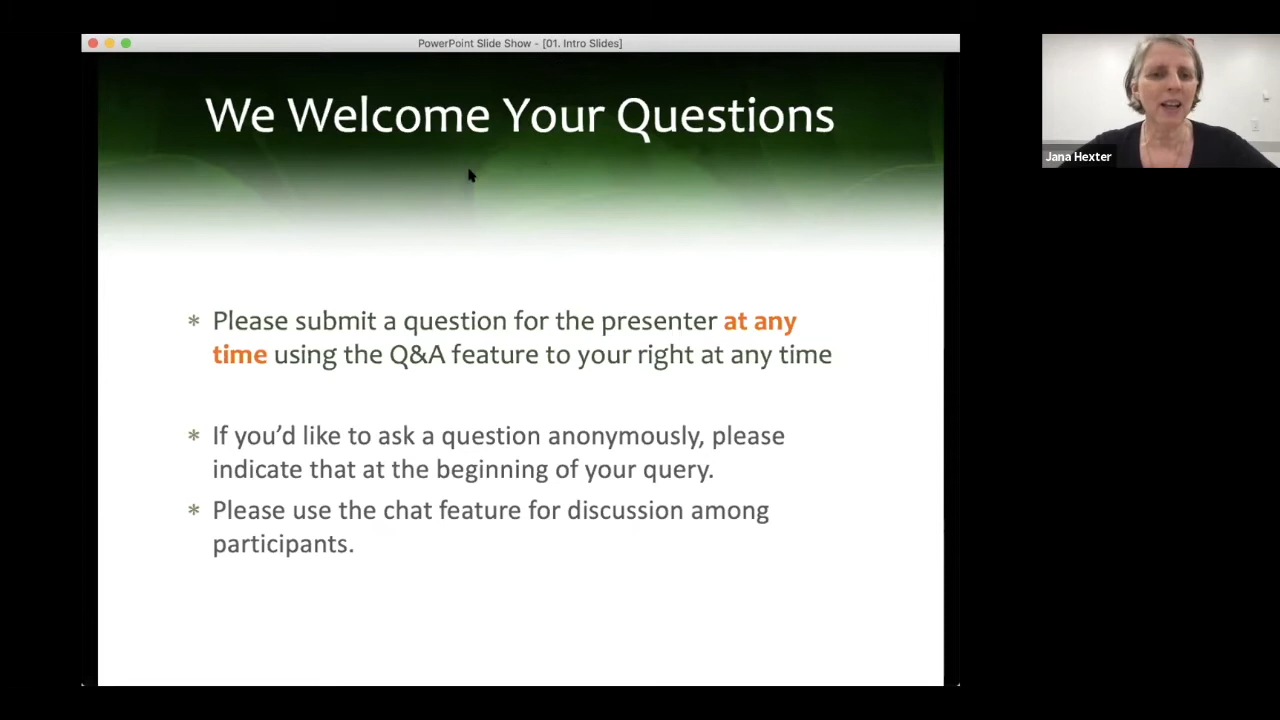 PowerPoint Slide Show - [01. Intro Slides]
We Welcome Your Questions
Jana Hexter
* Please submit a question for the presenter at any
time using the Q&A feature to your right at any time
* If you’d like to ask a question anonymously, please
indicate that at the beginning of your query.
* Please use the chat feature for discussion among
participants.